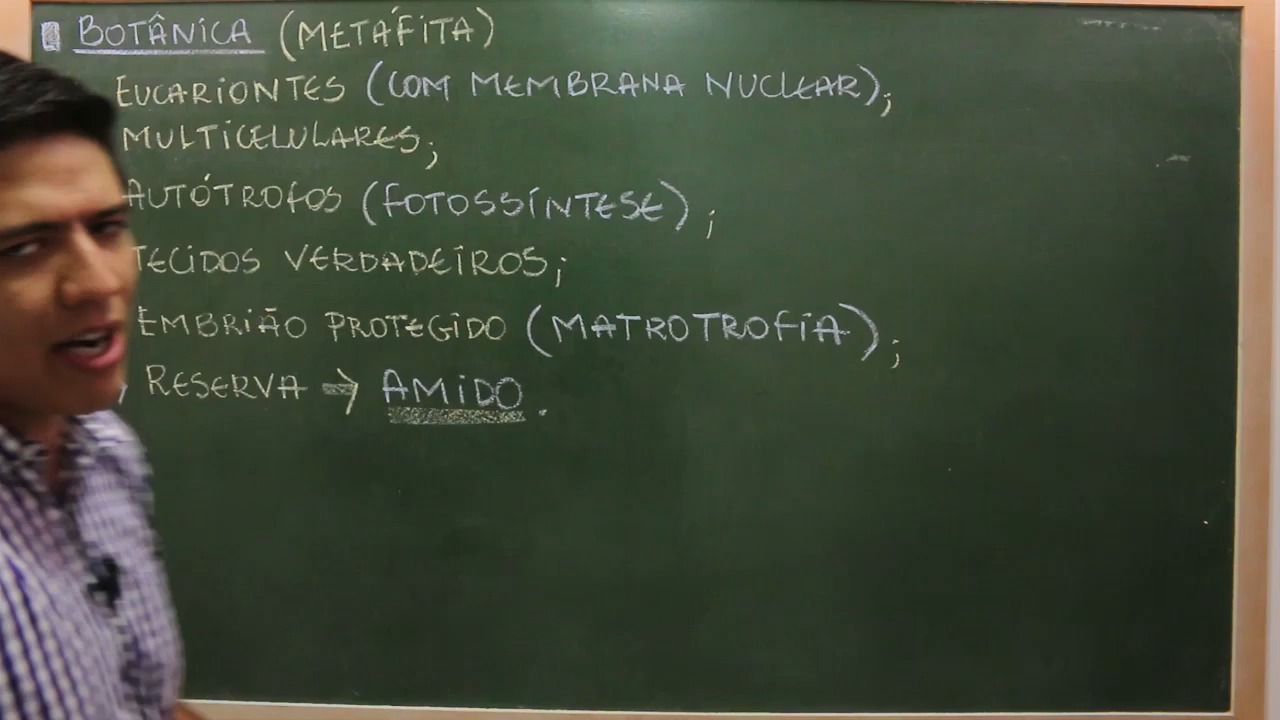 BOTÂNICA (METÁFITA)
EUCARIONTES (COM MEMBRANA NUCLEAR);
MULTICELULARES;
AUTÓTROFOS (FOTOSSÍNTESE);
TECIDOS VERDADEIROS;
EMBRIÃO PROTEGIDO (MATROTROFIA);
RESERVA → AMIDO.